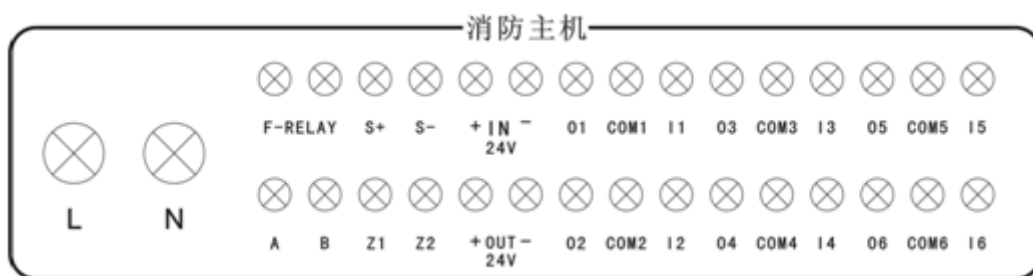 消防主机
F-RELAY S+ S- + IN - O1 COM1 I1 O3 COM3 I3 O5 COM5 I5
24V
L N
A B Z1 Z2 +OUT- O2 COM2 I2 O4 COM4 I4 O6 COM6 I6
24V